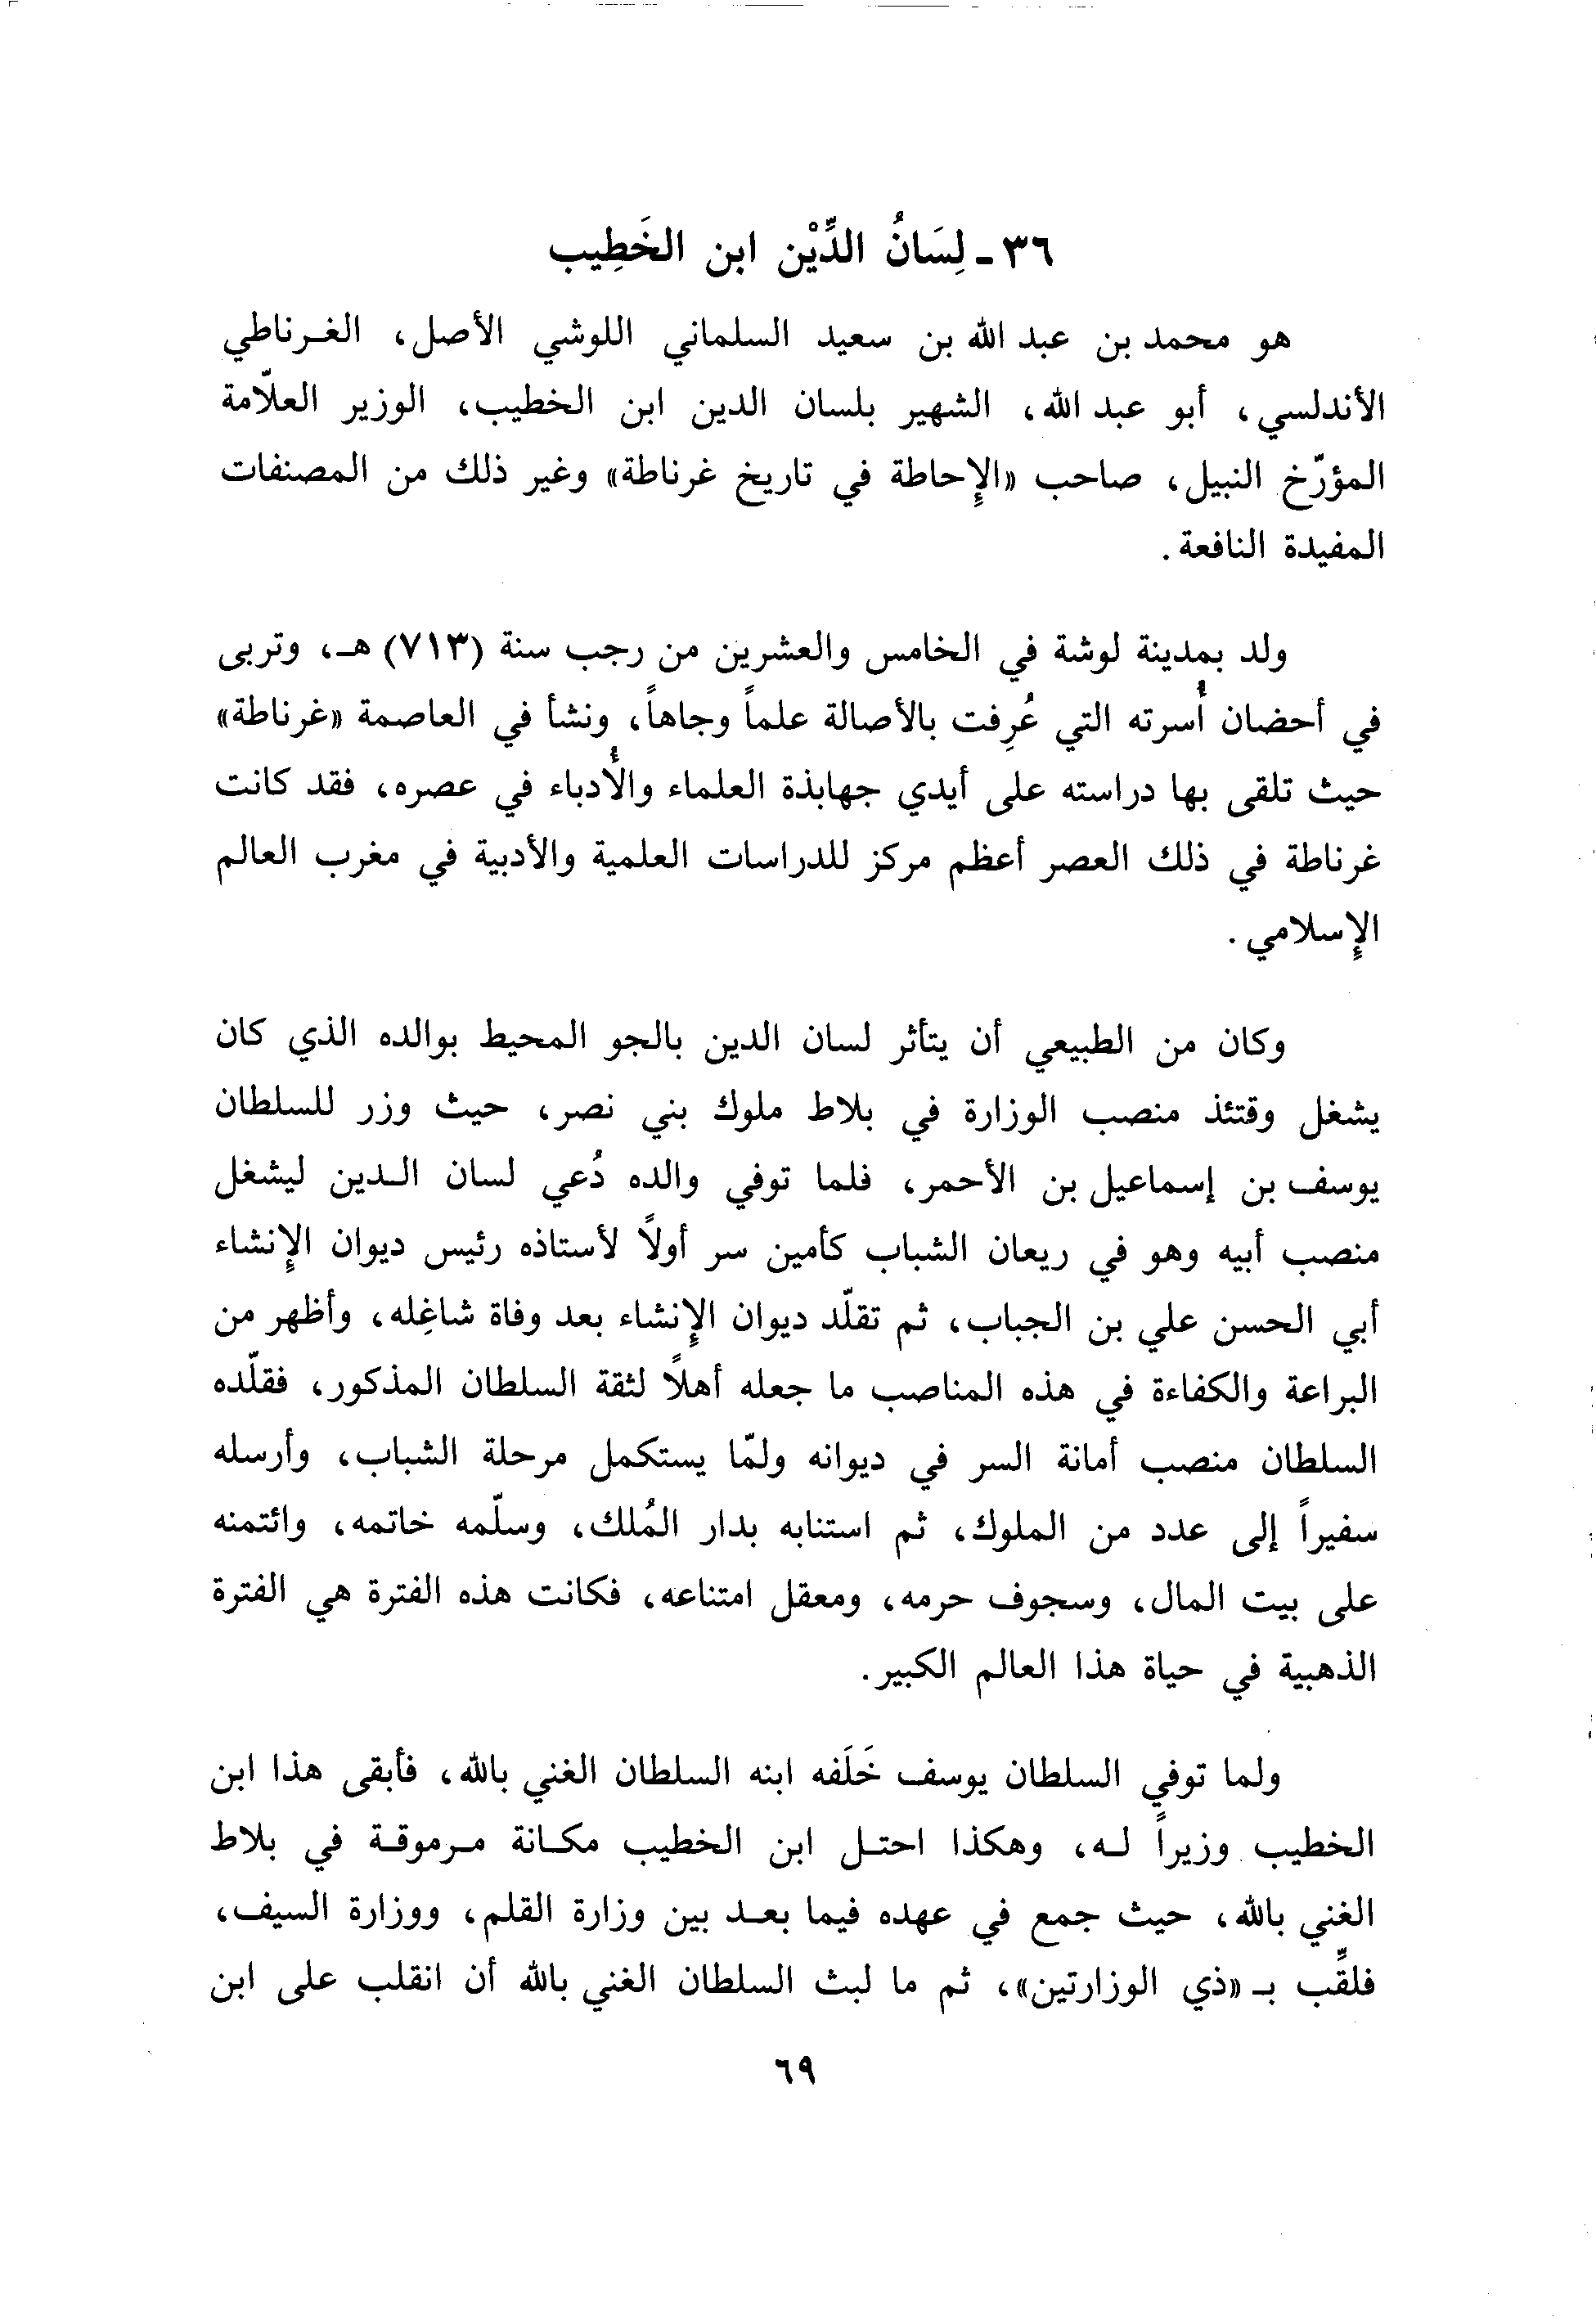 ٣٦ - لِسَانُ الدِّيْن ابن الخَطِيب
هو محمد بن عبد الله بن سعيد السلماني اللوشي الأصل، الغـرناطي
الأندلسي، أبو عبد الله، الشهير بلسان الدين ابن الخطيب، الوزير العلاّمة
المؤرّخ النبيل، صاحب «الإحاطة في تاريخ غرناطة» وغير ذلك من المصنفات
المفيدة النافعة.
ولد بمدينة لوشة في الخامس والعشرين من رجب سنة (٧١٣) هـ، وتربى
في أحضان أُسرته التي عُرِفت بالأصالة علماً وجاهاً، ونشأ في العاصمة «غرناطة»
حيث تلقى بها دراسته على أيدي جهابذة العلماء والأُدباء في عصره، فقد كانت
غرناطة في ذلك العصر أعظم مركز للدراسات العلمية والأدبية في مغرب العالم
الإسلامي.
وكان من الطبيعي أن يتأثر لسان الدين بالجو المحيط بوالده الذي كان
يشغل وقتئذ منصب الوزارة في بلاط ملوك بني نصر، حيث وزر للسلطان
يوسف بن إسماعيل بن الأحمر، فلما توفي والده دُعي لسان الـدين ليشغل
منصب أبيه وهو في ريعان الشباب كأمين سر أولاً لأستاذه رئيس ديوان الإنشاء
أبي الحسن علي بن الجباب، ثم تقلّد ديوان الإنشاء بعد وفاة شاغِله، وأظهر من
البراعة والكفاءة في هذه المناصب ما جعله أهلاً لثقة السلطان المذكور، فقلّده
السلطان منصب أمانة السر في ديوانه ولمّا يستكمل مرحلة الشباب، وأرسله
سفيراً إلى عدد من الملوك، ثم استنابه بدار المُلك، وسلّمه خاتمه، وائتمنه
على بيت المال، وسجوف حرمه، ومعقل امتناعه، فكانت هذه الفترة هي الفترة
الذهبية في حياة هذا العالم الكبير.
ولما توفي السلطان يوسف خَلَفه ابنه السلطان الغني بالله، فأبقى هذا ابن
الخطيب وزيراً لـه، وهكذا احتـل ابن الخطيب مكـانة مـرموقـة في بلاط
الغني بالله، حيث جمع في عهده فيما بعـد بين وزارة القلم، ووزارة السيف،
فلقِّب بـ «ذي الوزارتين»، ثم ما لبث السلطان الغني بالله أن انقلب على ابن
٦٩